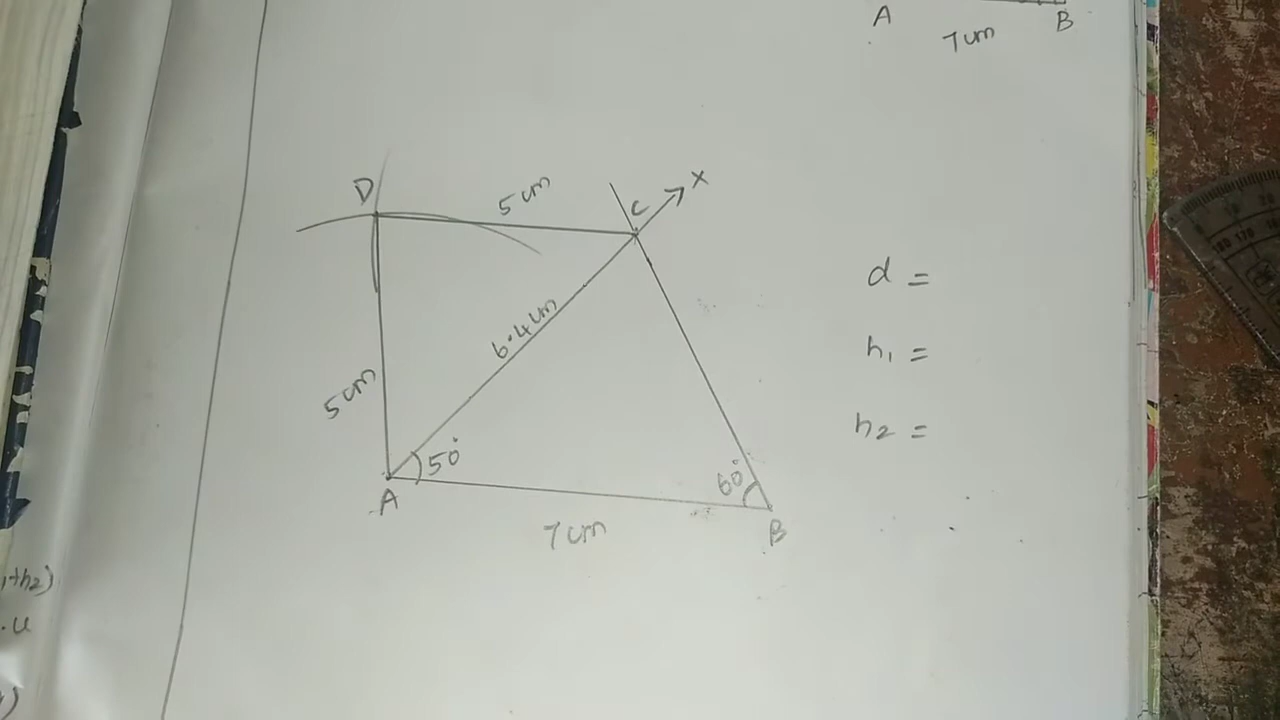 A
B
7cm
D
5cm
C
X
d =
6.4cm
h₁ =
5cm
h2 =
50°
60°
A
7cm
B
+h2)
.u
)